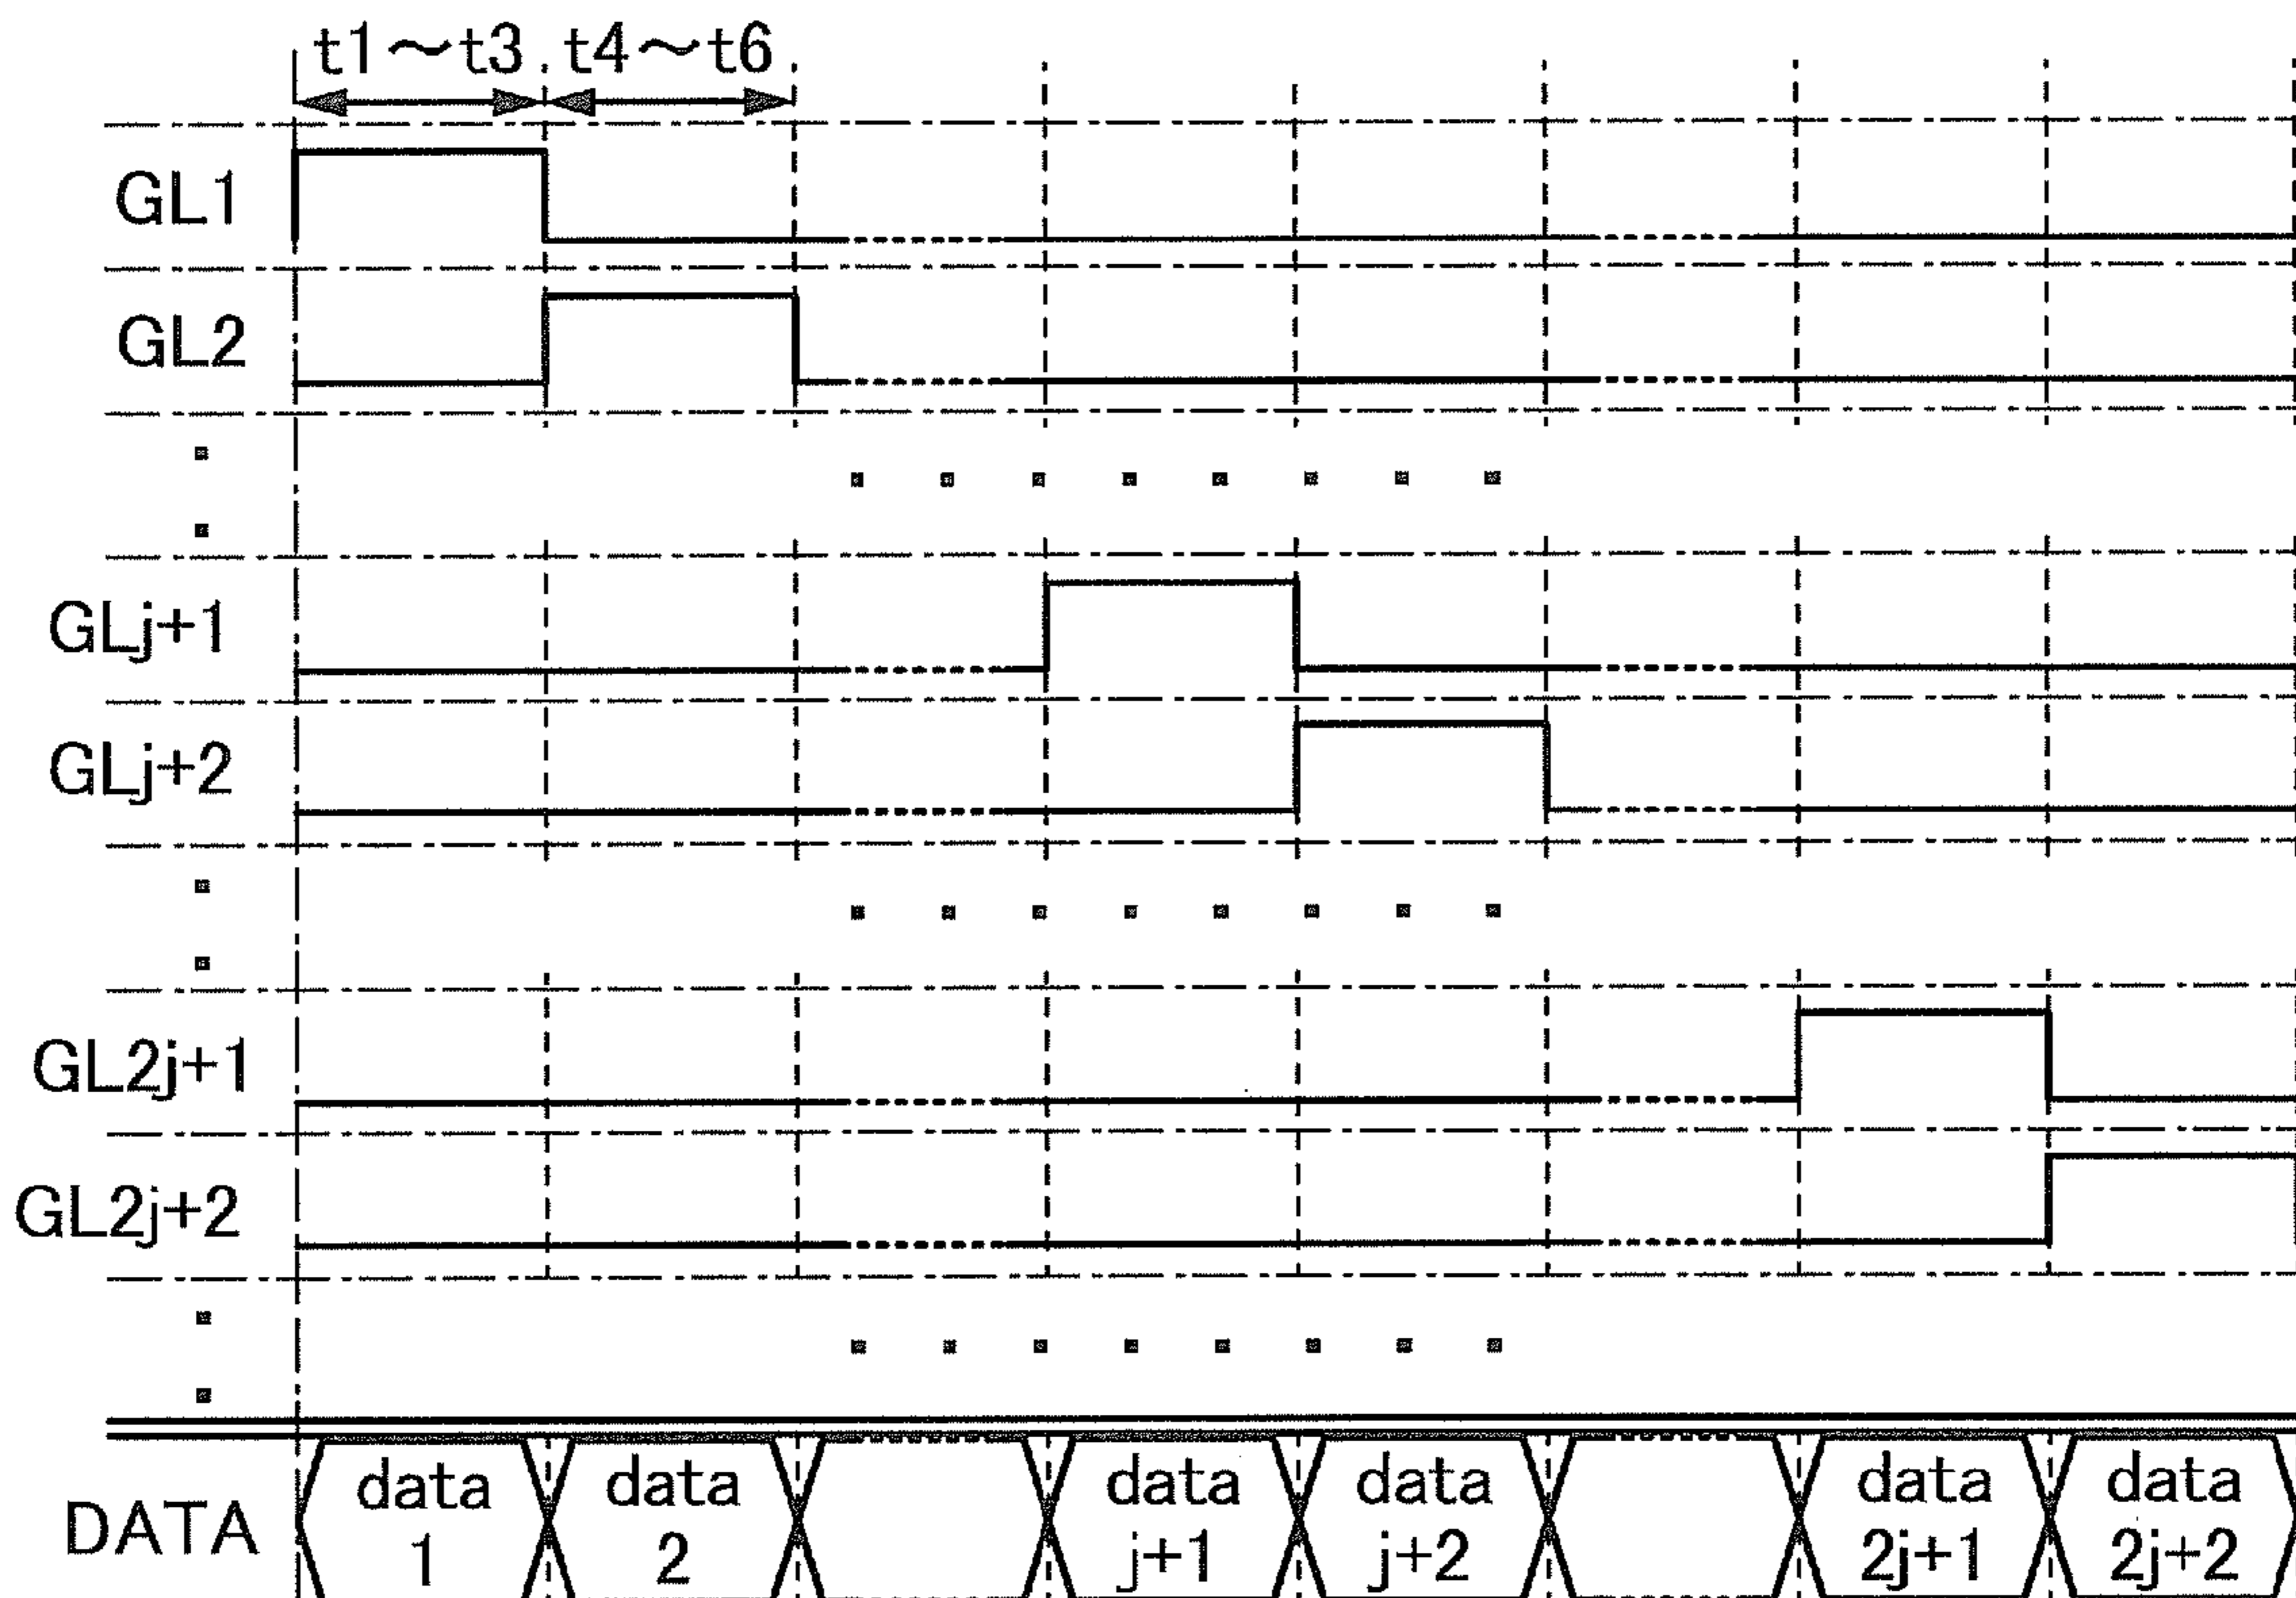 t1～t3 t4～t6
GL1
GL2
GLj+1
GLj+2
GL2j+1
GL2j+2
DATA
data 1
data 2
data j+1
data j+2
data 2j+1
data 2j+2